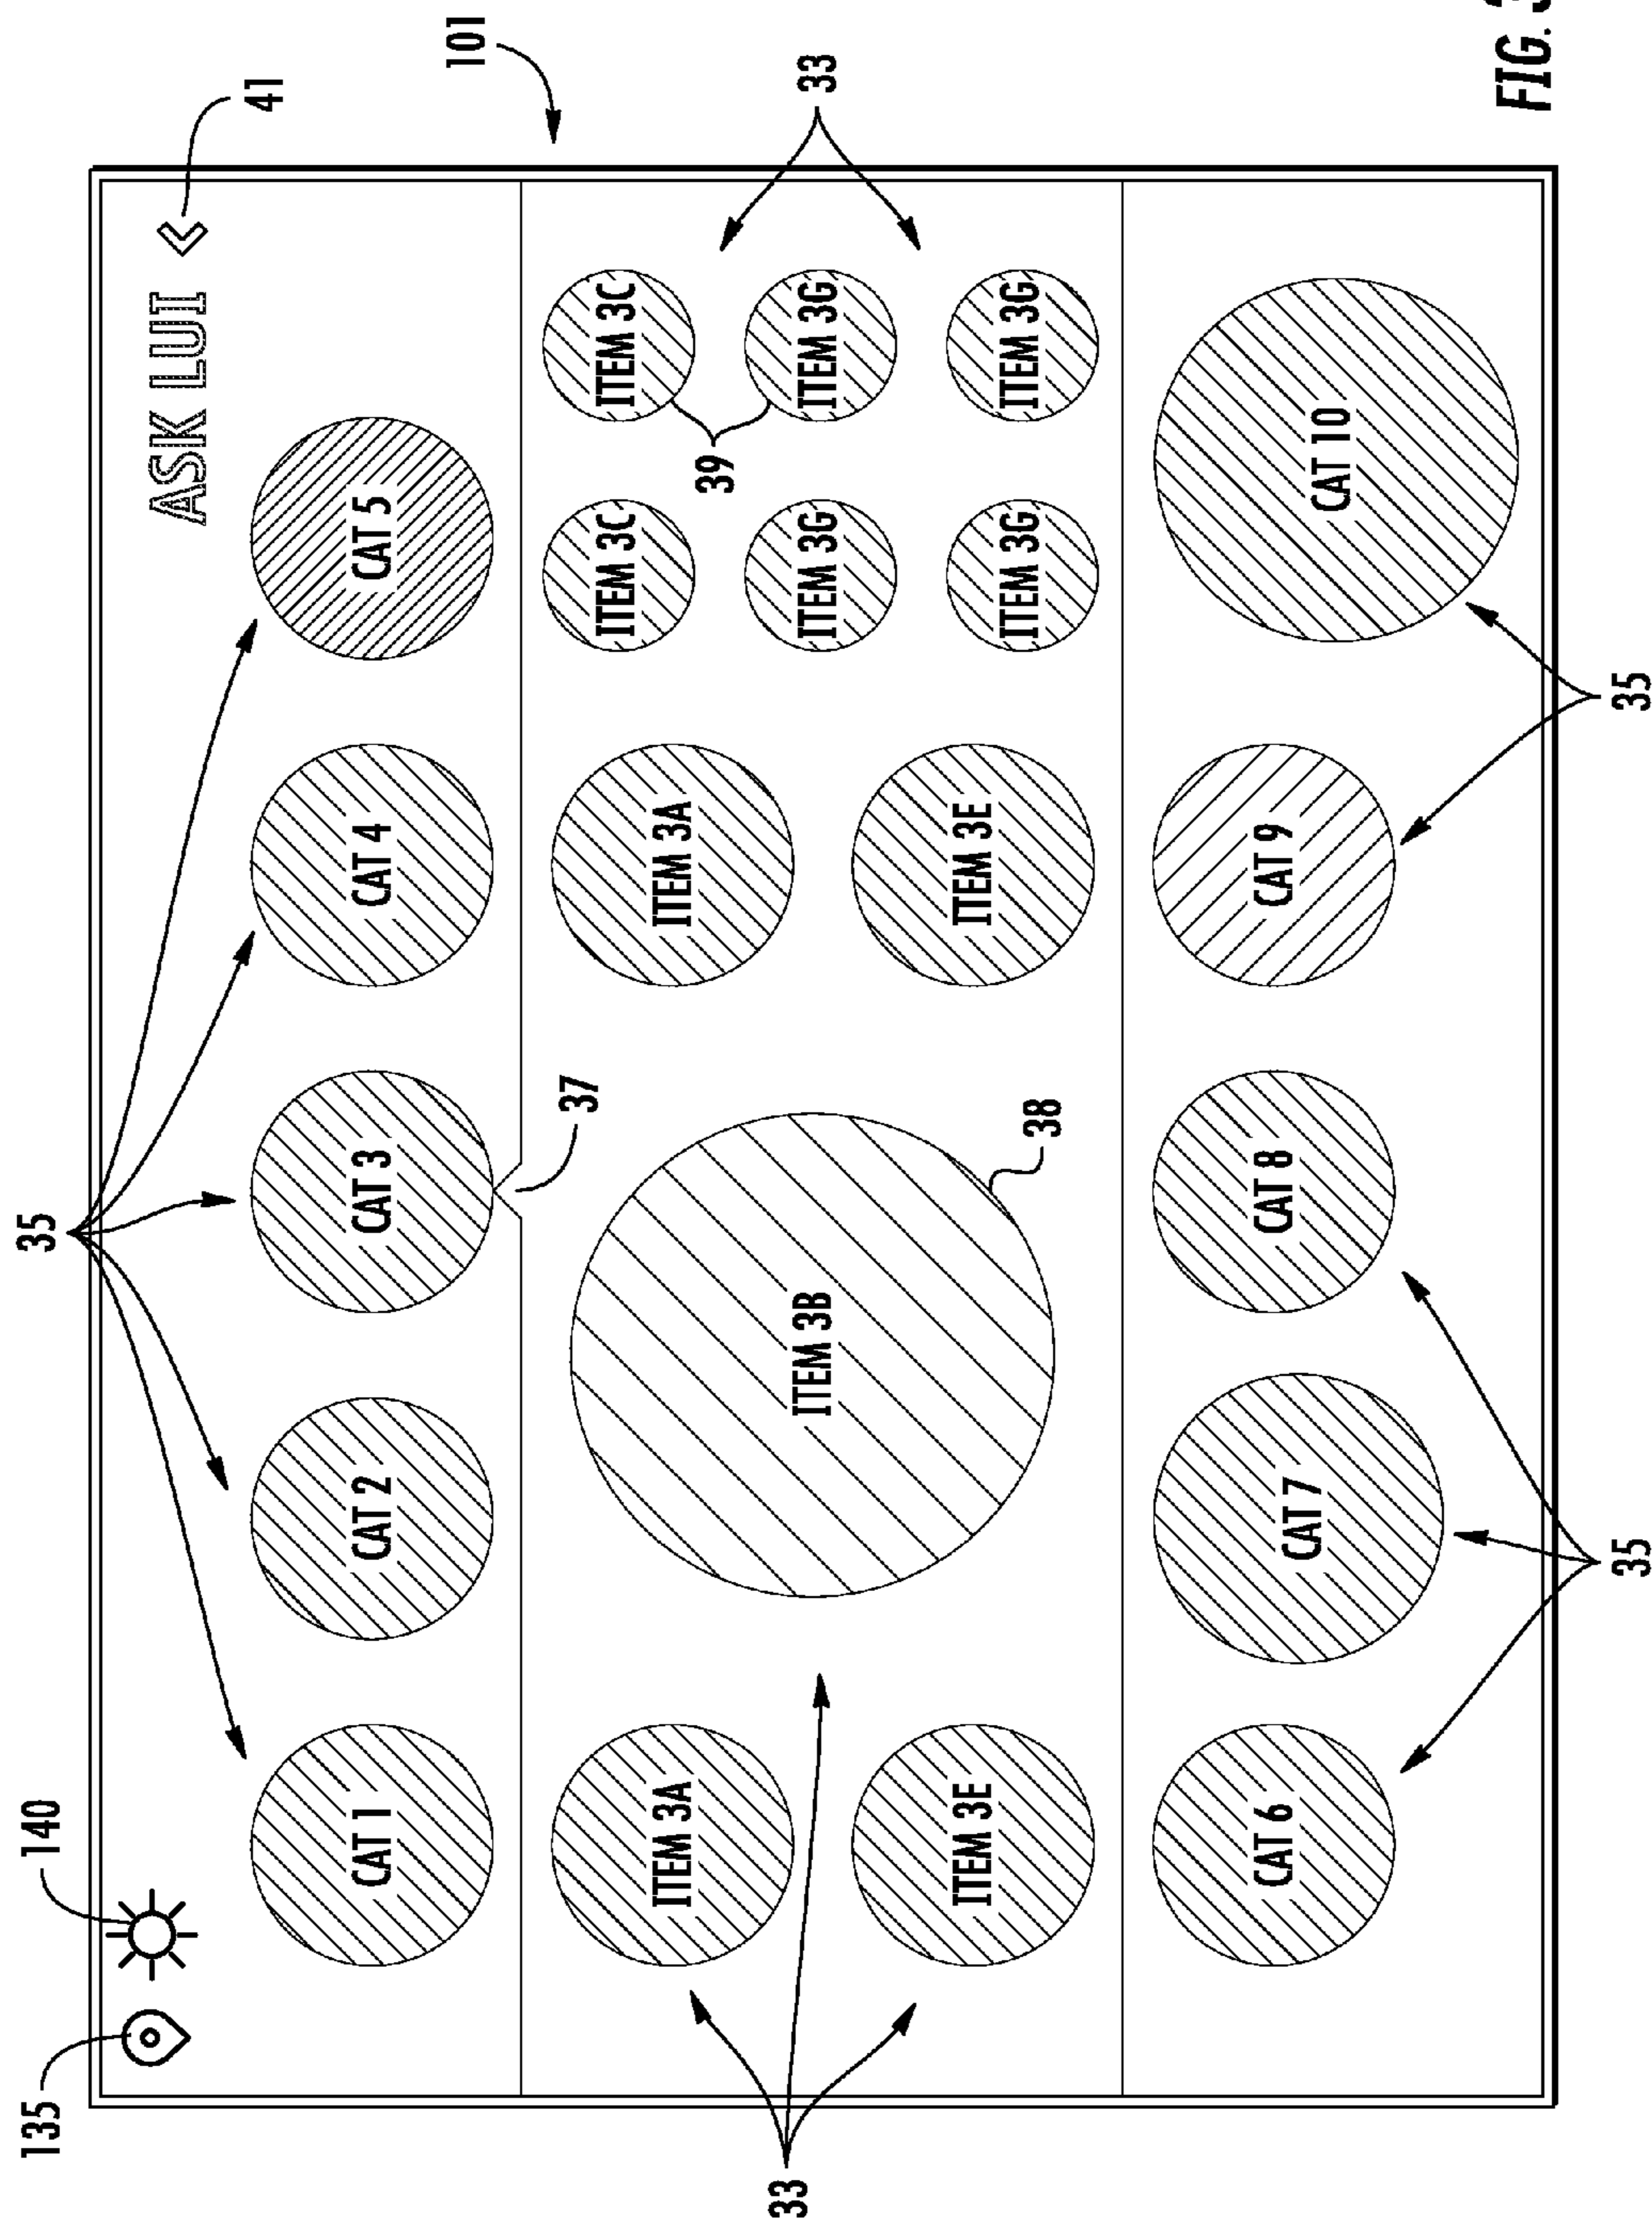 135
140
35
41
ASK LUI
101
CAT 1
CAT 2
CAT 3
CAT 4
CAT 5
37
33
ITEM 3A
ITEM 3E
ITEM 3B
38
ITEM 3A
ITEM 3E
ITEM 3C
ITEM 3C
39
ITEM 3G
ITEM 3G
ITEM 3G
ITEM 3G
33
CAT 6
CAT 7
CAT 8
CAT 9
CAT 10
35
35
FIG. 3